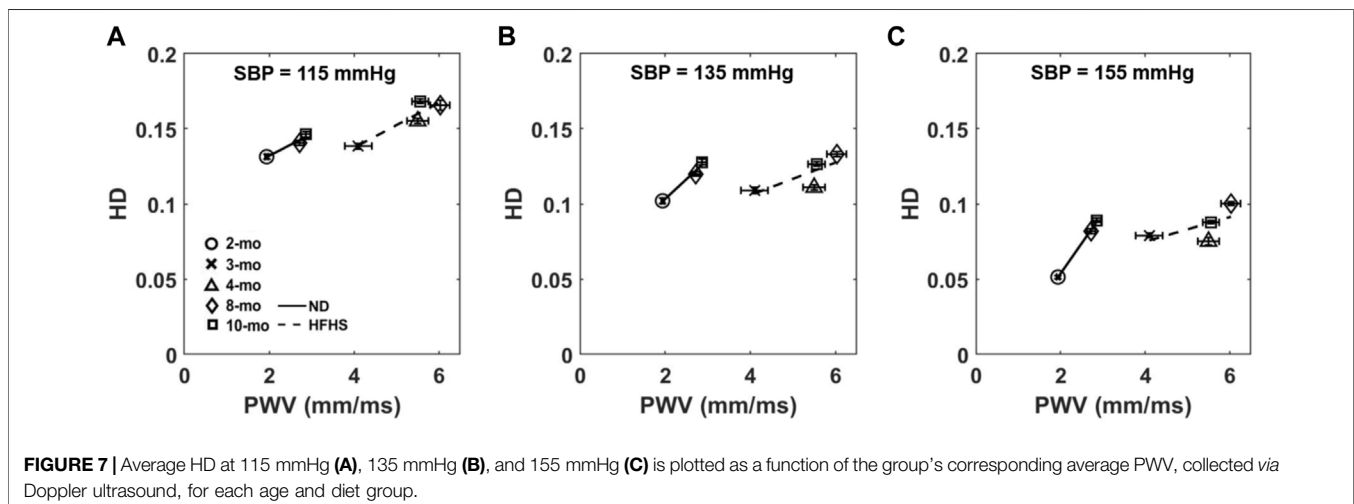 A
B
C
0.2
0.15
0.1
0.05
0
HD
SBP = 115 mmHg
2-mo
3-mo
4-mo
8-mo
10-mo
ND
HFHS
0 2 4 6
PWV (mm/ms)
0.2
0.15
0.1
0.05
0
HD
SBP = 135 mmHg
0 2 4 6
PWV (mm/ms)
0.2
0.15
0.1
0.05
0
HD
SBP = 155 mmHg
0 2 4 6
PWV (mm/ms)
FIGURE 7 | Average HD at 115 mmHg (A), 135 mmHg (B), and 155 mmHg (C) is plotted as a function of the group's corresponding average PWV, collected via
Doppler ultrasound, for each age and diet group.